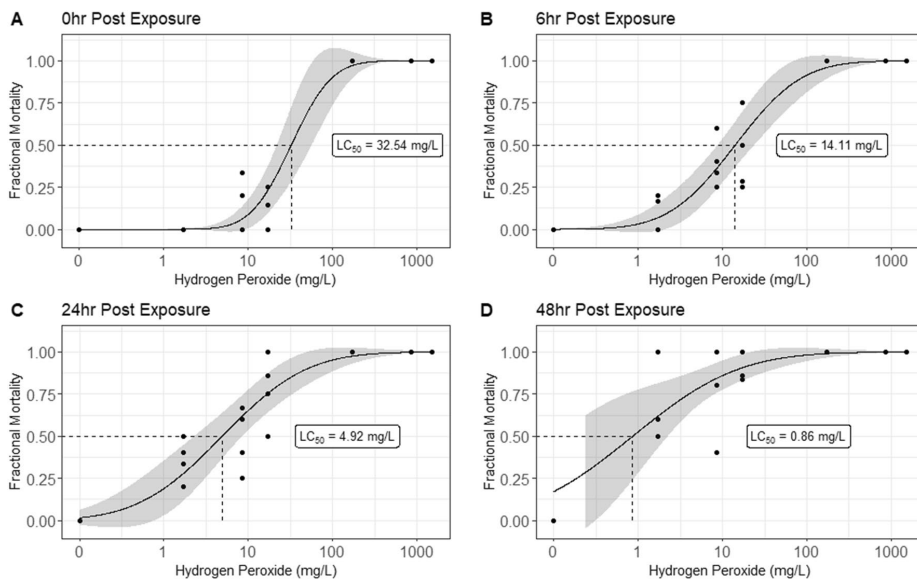 A 0hr Post Exposure
1.00
0.75
0.50
0.25
0.00
Fractional Mortality
LC50 = 32.54 mg/L
0 1 10 100 1000
Hydrogen Peroxide (mg/L)
B 6hr Post Exposure
1.00
0.75
0.50
0.25
0.00
Fractional Mortality
LC50 = 14.11 mg/L
0 1 10 100 1000
Hydrogen Peroxide (mg/L)
C 24hr Post Exposure
1.00
0.75
0.50
0.25
0.00
Fractional Mortality
LC50 = 4.92 mg/L
0 1 10 100 1000
Hydrogen Peroxide (mg/L)
D 48hr Post Exposure
1.00
0.75
0.50
0.25
0.00
Fractional Mortality
LC50 = 0.86 mg/L
0 1 10 100 1000
Hydrogen Peroxide (mg/L)